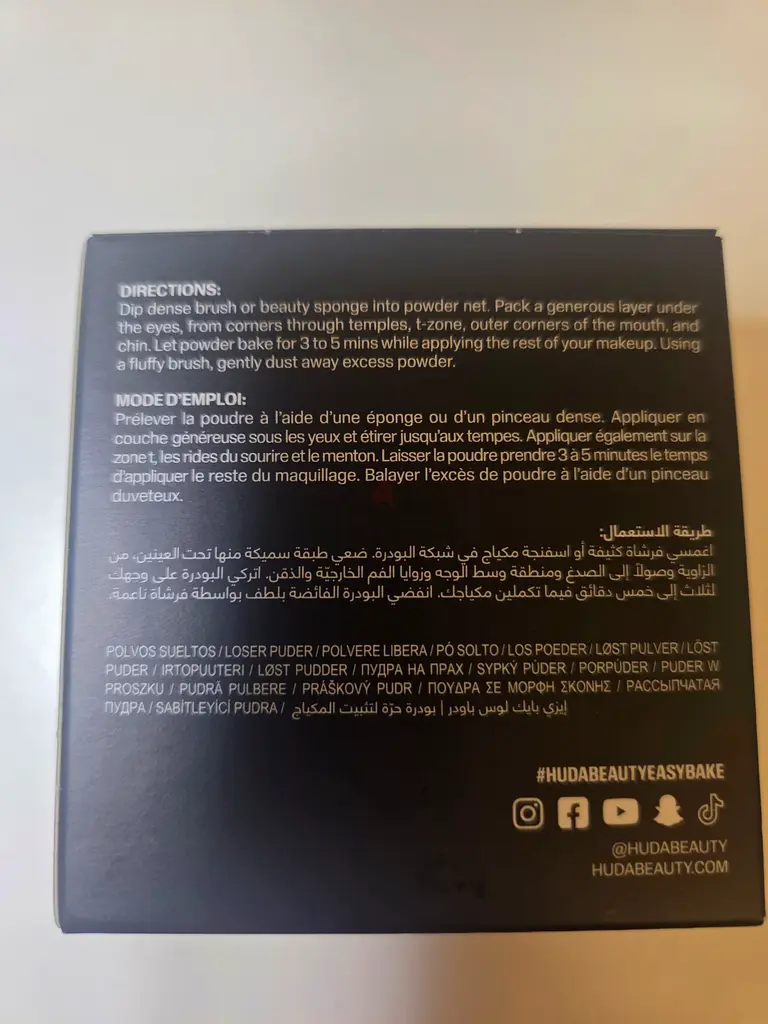 DIRECTIONS:
Dip dense brush or beauty sponge into powder net. Pack a generous layer under
the eyes, from corners through temples, t-zone, outer corners of the mouth, and
chin. Let powder bake for 3 to 5 mins while applying the rest of your makeup. Using
a fluffy brush, gently dust away excess powder.
MODE D'EMPLOI:
Prélever la poudre à l'aide d'une éponge ou d'un pinceau dense. Appliquer en
couche généreuse sous les yeux et étirer jusqu'aux tempes. Appliquer également sur la
zone t, les rides du sourire et le menton. Laisser la poudre prendre 3 à 5 minutes le temps
d'appliquer le reste du maquillage. Balayer l'excès de poudre à l'aide d'un pinceau
duveteux.
طريقة الاستعمال:
اغمسي فرشاة كثيفة أو اسفنجة مكياج في شبكة البودرة. ضعي طبقة سميكة منها تحت العينين، من
الزاوية وصولاً إلى الصدغ ومنطقة وسط الوجه وزوايا الفم الخارجيّة والذقن. اتركي البودرة على وجهك
لثلاث إلى خمس دقائق فيما تكملين مكياجك. انفضي البودرة الفائضة بلطف بواسطة فرشاة ناعمة.
POLVOS SUELTOS / LOSER PUDER / POLVERE LIBERA / PÓ SOLTO / LOS POEDER / LØST PULVER / LÖST
PUDER / IRTOPUUTERI / LØST PUDDER / ПУДРА НА ПРАХ / SYPKÝ PÚDER / PORPÚDER / PUDER W
PROSZKU / PUDRĂ PULBERE / PRÁŠKOVÝ PUDR / ΠΟΥΔΡΑ ΣΕ ΜΟΡΦΗ ΣΚΟΝΗΣ / РАССЫПЧАТАЯ
ПУДРА / SABİTLEYİCİ PUDRA / إيزي بايك لوس باودر | بودرة حرّة لتثبيت المكياج
#HUDABEAUTYEASYBAKE
@HUDABEAUTY
HUDABEAUTY.COM